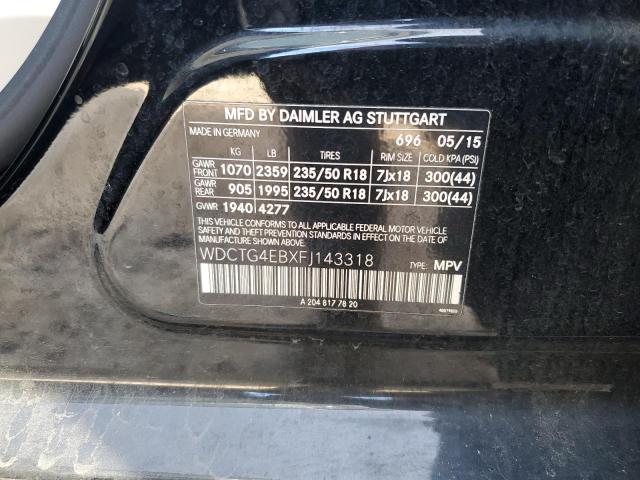 MFD BY DAIMLER AG STUTTGART
MADE IN GERMANY 696 05/15
KG LB TIRES RIM SIZE COLD KPA (PSI)
GAWR FRONT 1070 2359 235/50 R18 7Jx18 300(44)
GAWR REAR 905 1995 235/50 R18 7Jx18 300(44)
GVWR 1940 4277
THIS VEHICLE CONFORMS TO ALL APPLICABLE FEDERAL MOTOR VEHICLE
SAFETY AND THEFT PREVENTION STANDARDS IN EFFECT ON THE DATE
OF MANUFACTURE SHOWN ABOVE.
WDCTG4EBXFJ143318 TYPE: MPV
A 204 817 78 20